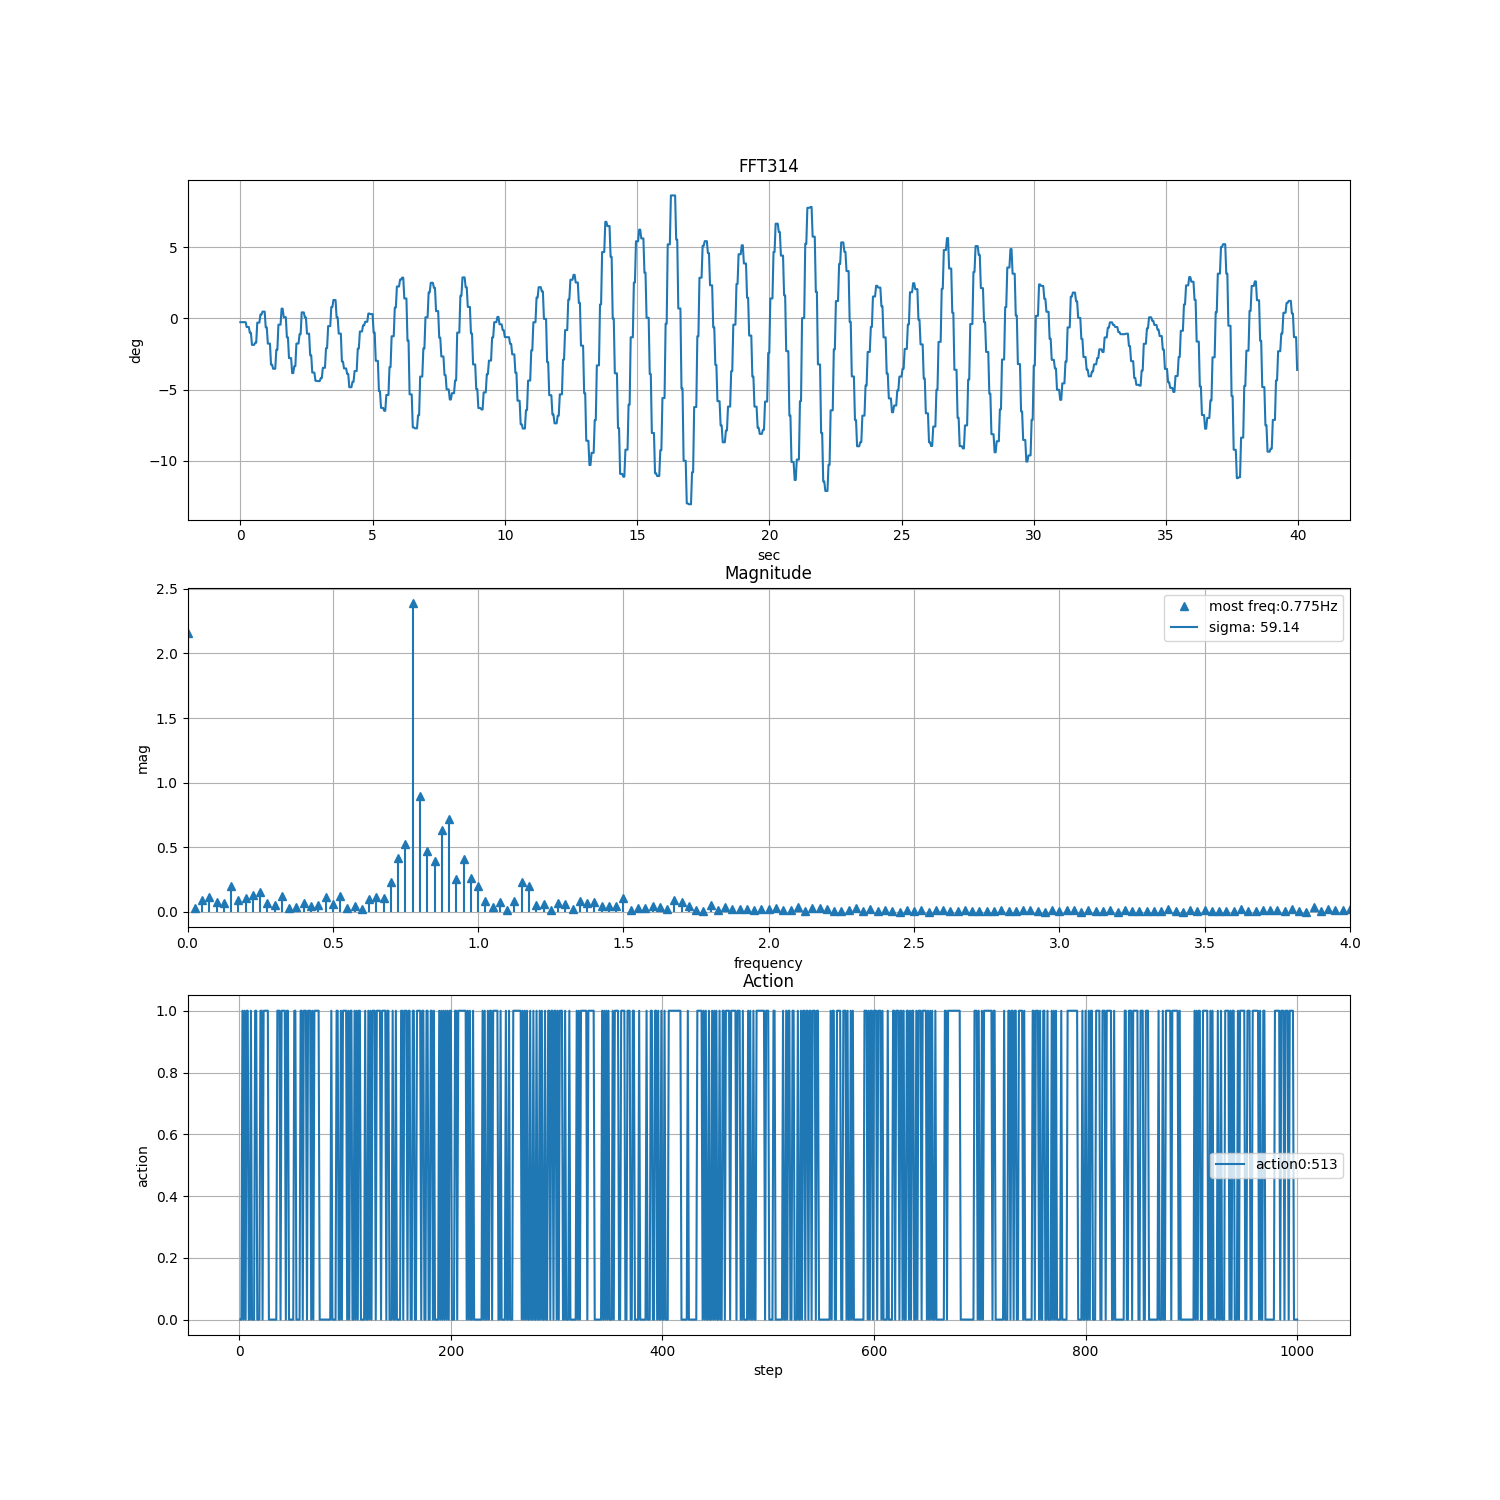 FFT314
5
0
−5
−10
deg
0 5 10 15 20 25 30 35 40
sec
Magnitude
2.5
2.0
1.5
1.0
0.5
0.0
mag
most freq:0.775Hz
sigma: 59.14
0.0 0.5 1.0 1.5 2.0 2.5 3.0 3.5 4.0
frequency
Action
1.0
0.8
0.6
0.4
0.2
0.0
action
action0:513
0 200 400 600 800 1000
step